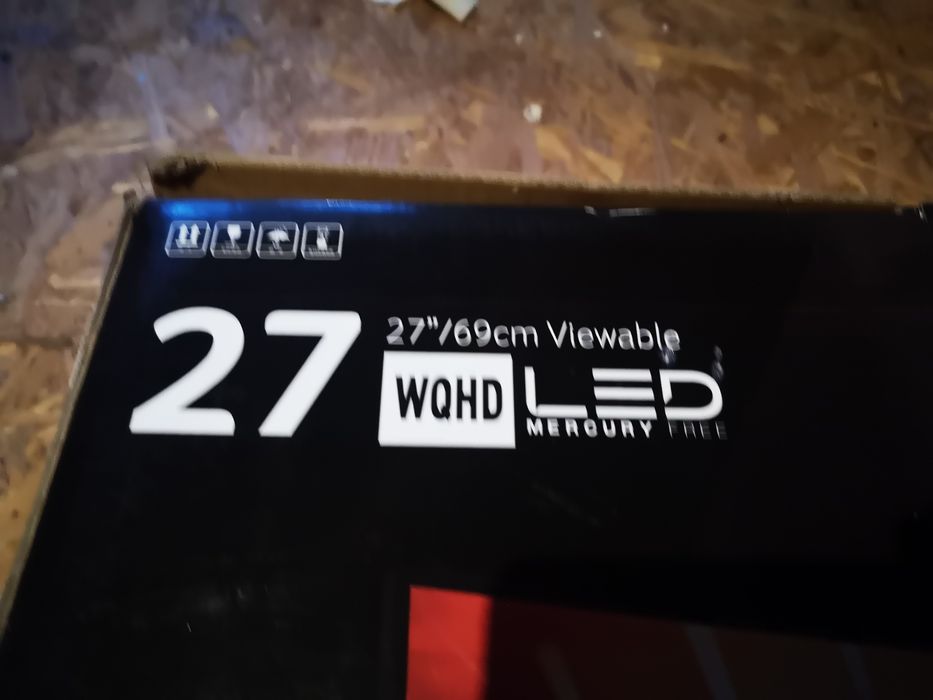 27
27"/69cm Viewable
WQHD LED
MERCURY FREE